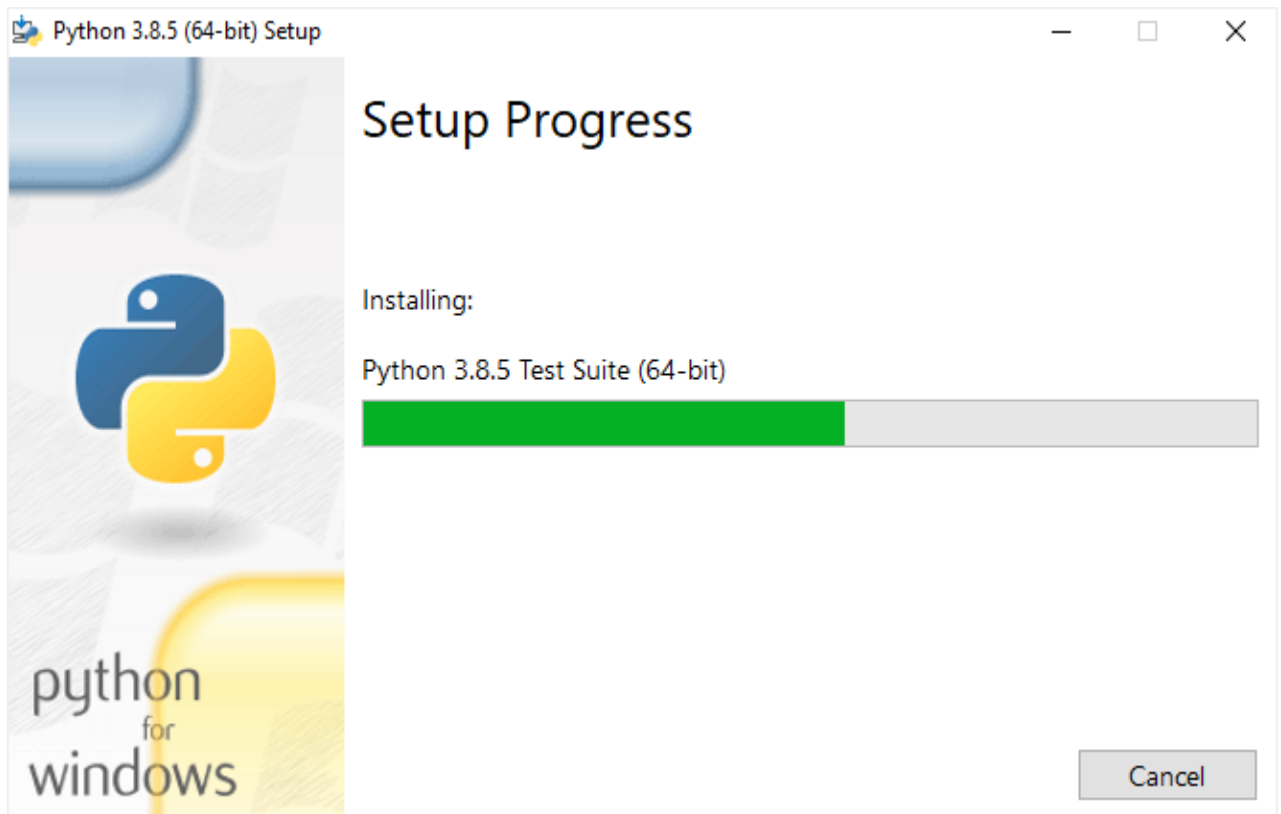 Python 3.8.5 (64-bit) Setup
Setup Progress
Installing:
Python 3.8.5 Test Suite (64-bit)
python
for
windows
Cancel